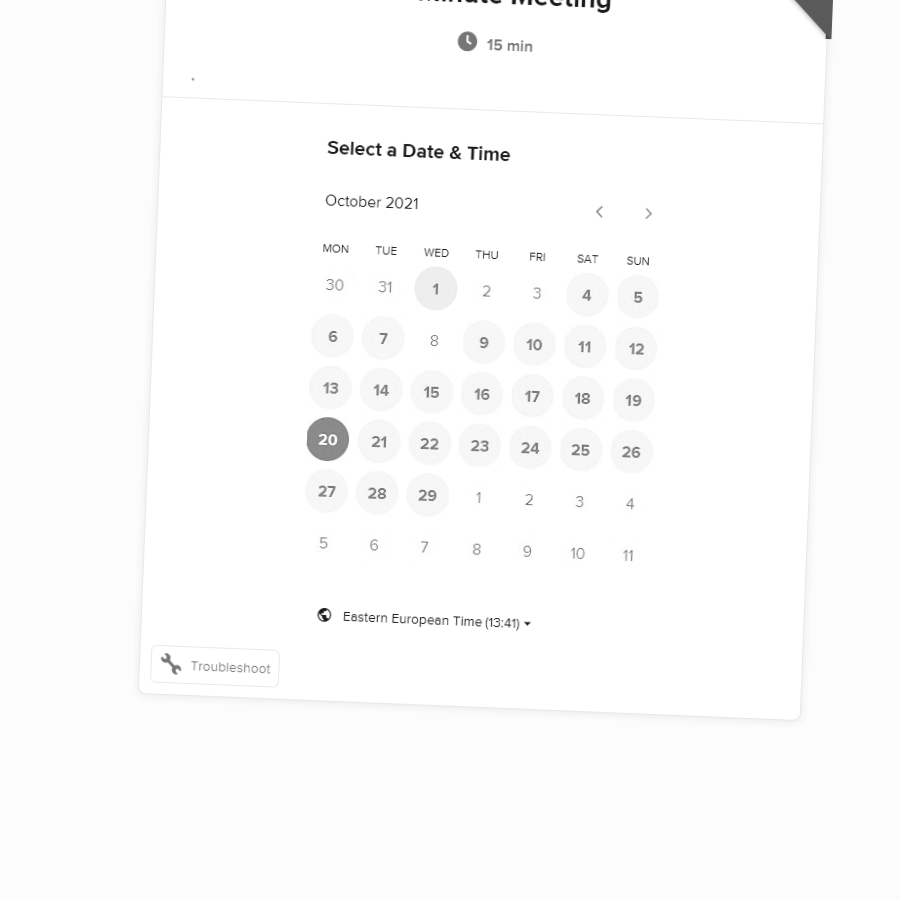 Meeting
15 min
.
Select a Date & Time
October 2021
MON TUE WED THU FRI SAT SUN
30 31 1 2 3 4 5
6 7 8 9 10 11 12
13 14 15 16 17 18 19
20 21 22 23 24 25 26
27 28 29 1 2 3 4
5 6 7 8 9 10 11
Eastern European Time (13:41)
Troubleshoot